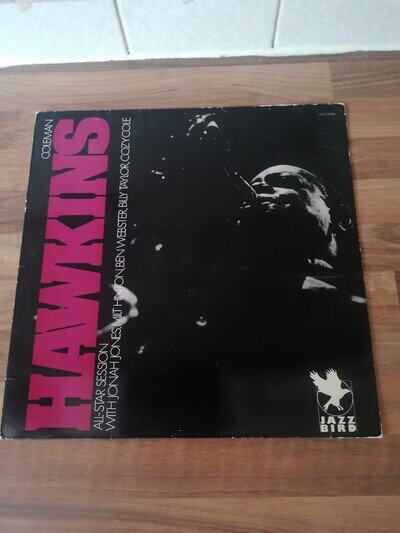 COLEMAN
HAWKINS
ALL-STAR SESSION
WITH JONAH JONES, MILT HINTON, BEN WEBSTER, BILLY TAYLOR, COZY COLE
JAZZ
BIRD